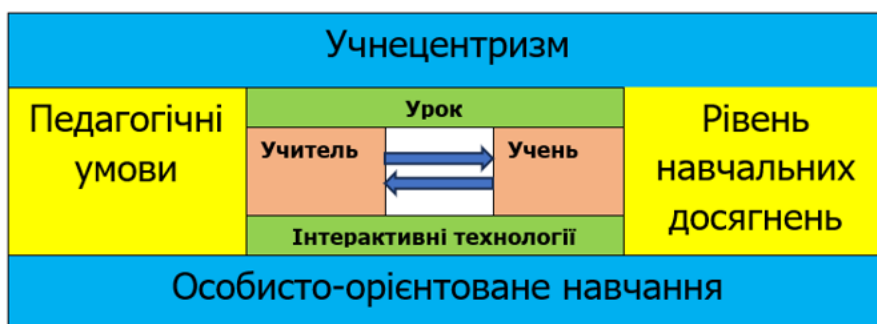 Учнецентризм
Педагогічні
умови
Урок
Учитель
Учень
Інтерактивні технології
Рівень
навчальних
досягнень
Особисто-орієнтоване навчання